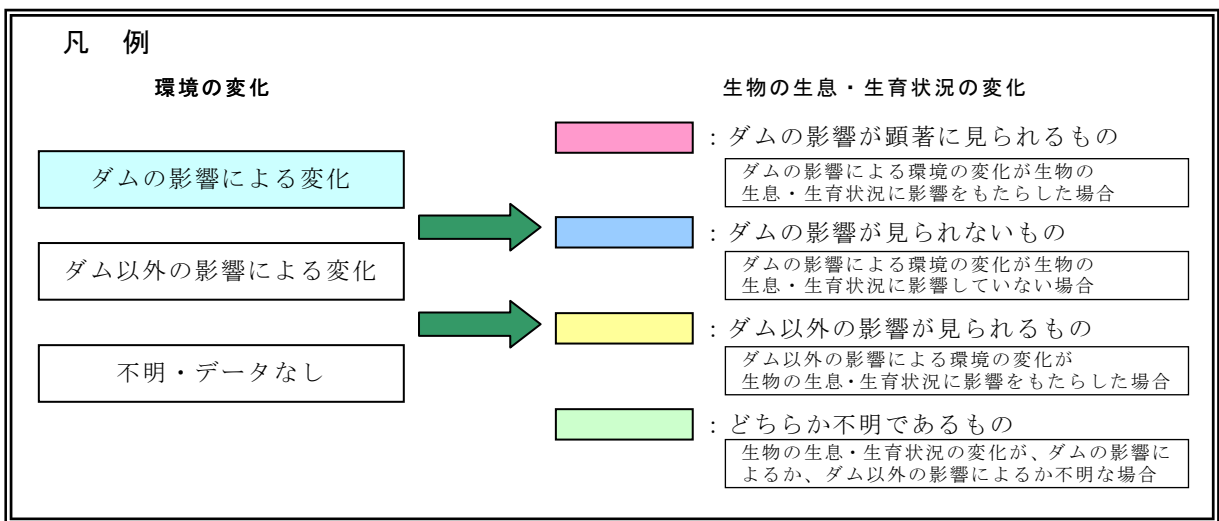 凡 例
環境の変化
ダムの影響による変化
ダム以外の影響による変化
不明・データなし
生物の生息・生育状況の変化
：ダムの影響が顕著に見られるもの
ダムの影響による環境の変化が生物の
生息・生育状況に影響をもたらした場合
：ダムの影響が見られないもの
ダムの影響による環境の変化が生物の
生息・生育状況に影響していない場合
：ダム以外の影響が見られるもの
ダム以外の影響による環境の変化が
生物の生息・生育状況に影響をもたらした場合
：どちらか不明であるもの
生物の生息・生育状況の変化が、ダムの影響に
よるか、ダム以外の影響によるか不明な場合